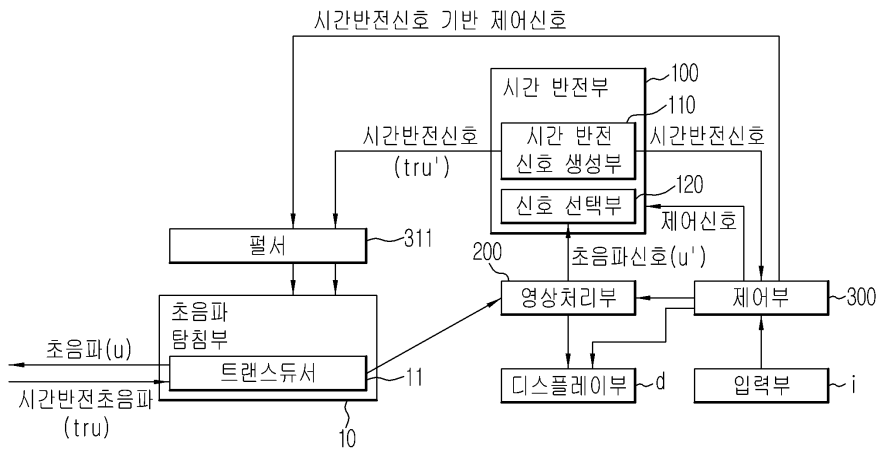 시간반전신호 기반 제어신호
시간 반전부
100
110
시간반전신호
(tru')
시간 반전
신호 생성부
시간반전신호
120
신호 선택부
제어신호
펄서
311
200
초음파신호(u')
영상처리부
제어부
300
초음파
탐침부
초음파(u)
트랜스듀서
11
시간반전초음파
(tru)
10
디스플레이부
d
입력부
i